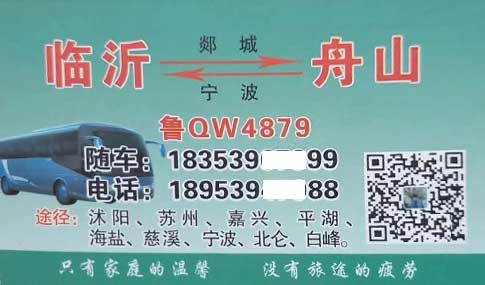 郯城
临沂 舟山
宁波
鲁QW4879
随车：183539 99
电话：189539 88
途径：沭阳、苏州、嘉兴、平湖、
海盐、慈溪、宁波、北仑、白峰。
只有家庭的温馨 没有旅途的疲劳